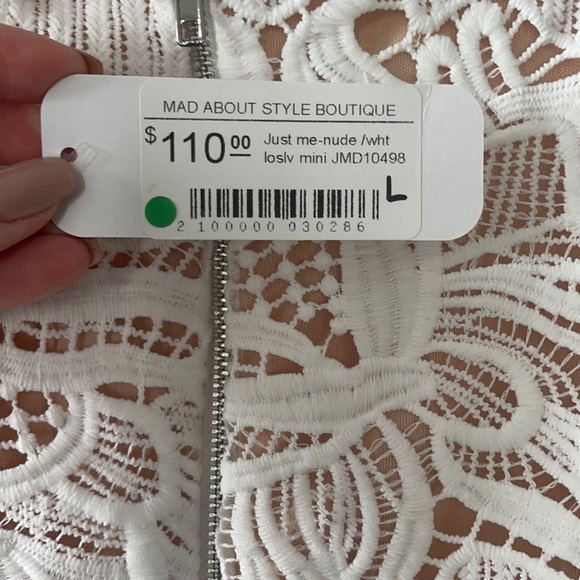 MAD ABOUT STYLE BOUTIQUE
$110.00 Just me-nude /wht
loslv mini JMD10498
L
2 100000 030286